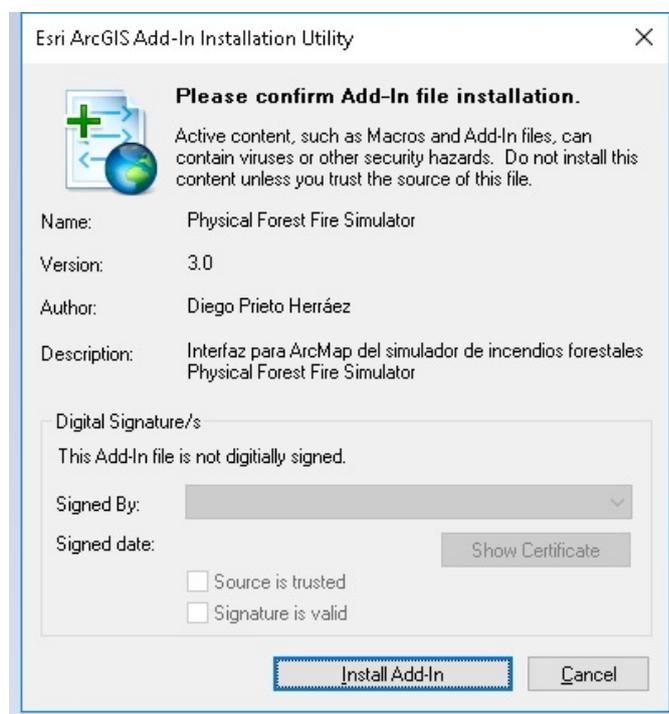 Esri ArcGIS Add-In Installation Utility
Please confirm Add-In file installation.
Active content, such as Macros and Add-In files, can
contain viruses or other security hazards. Do not install this
content unless you trust the source of this file.
Name: Physical Forest Fire Simulator
Version: 3.0
Author: Diego Prieto Herráez
Description: Interfaz para ArcMap del simulador de incendios forestales
Physical Forest Fire Simulator
Digital Signature/s
This Add-In file is not digitially signed.
Signed By:
Signed date: Show Certificate
Source is trusted
Signature is valid
Install Add-In Cancel